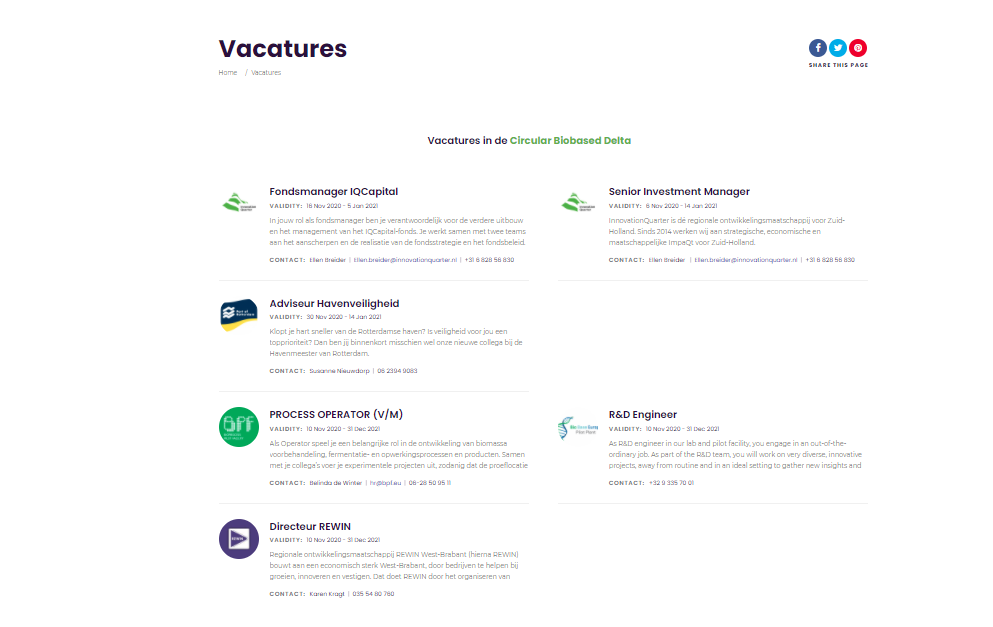 Vacatures
Home / Vacatures
SHARE THIS PAGE
Vacatures in de Circular Biobased Delta
Fondsmanager IQCapital
VALIDITY: 16 Nov 2020 - 5 Jan 2021
In jouw rol als fondsmanager ben je verantwoordelijk voor de verdere uitbouw
en het management van het IQCapital-fonds. Je werkt samen met twee teams
aan het aanscherpen en de realisatie van de fondsstrategie en het fondsbeleid.
CONTACT: Ellen Breider | Ellen.breider@innovationquarter.nl | +31 6 828 56 830
Senior Investment Manager
VALIDITY: 6 Nov 2020 - 14 Jan 2021
InnovationQuarter is dé regionale ontwikkelingsmaatschappij voor Zuid-
Holland. Sinds 2014 werken wij aan strategische, economische en
maatschappelijke ImpaQt voor Zuid-Holland.
CONTACT: Ellen Breider | Ellen.breider@innovationquarter.nl | +31 6 828 56 830
Adviseur Havenveiligheid
VALIDITY: 30 Nov 2020 - 14 Jan 2021
Klopt je hart sneller van de Rotterdamse haven? Is veiligheid voor jou een
topprioriteit? Dan ben jij binnenkort misschien wel onze nieuwe collega bij de
Havenmeester van Rotterdam.
CONTACT: Susanne Nieuwdorp | 06 2394 9083
BPF
PROCESS OPERATOR (V/M)
VALIDITY: 10 Nov 2020 - 31 Dec 2021
Als Operator speel je een belangrijke rol in de ontwikkeling van biomassa
voorbehandeling, fermentatie- en opwerkingsprocessen en producten. Samen
met je collega's voer je experimentele projecten uit, zodanig dat de proeflocatie
CONTACT: Belinda de Winter | hr@bpf.eu | 06-28 50 95 11
R&D Engineer
VALIDITY: 10 Nov 2020 - 31 Dec 2021
As R&D engineer in our lab and pilot facility, you engage in an out-of-the-
ordinary job. As part of the R&D team, you will work on very diverse, innovative
projects, away from routine and in an ideal setting to gather new insights and
CONTACT: +32 9 335 70 01
REWIN
Directeur REWIN
VALIDITY: 10 Nov 2020 - 31 Dec 2021
Regionale ontwikkelingsmaatschappij REWIN West-Brabant (hierna REWIN)
bouwt aan een economisch sterk West-Brabant, door bedrijven te helpen bij
groeien, innoveren en vestigen. Dat doet REWIN door het organiseren van
CONTACT: Karen Kragt | 035 54 80 760